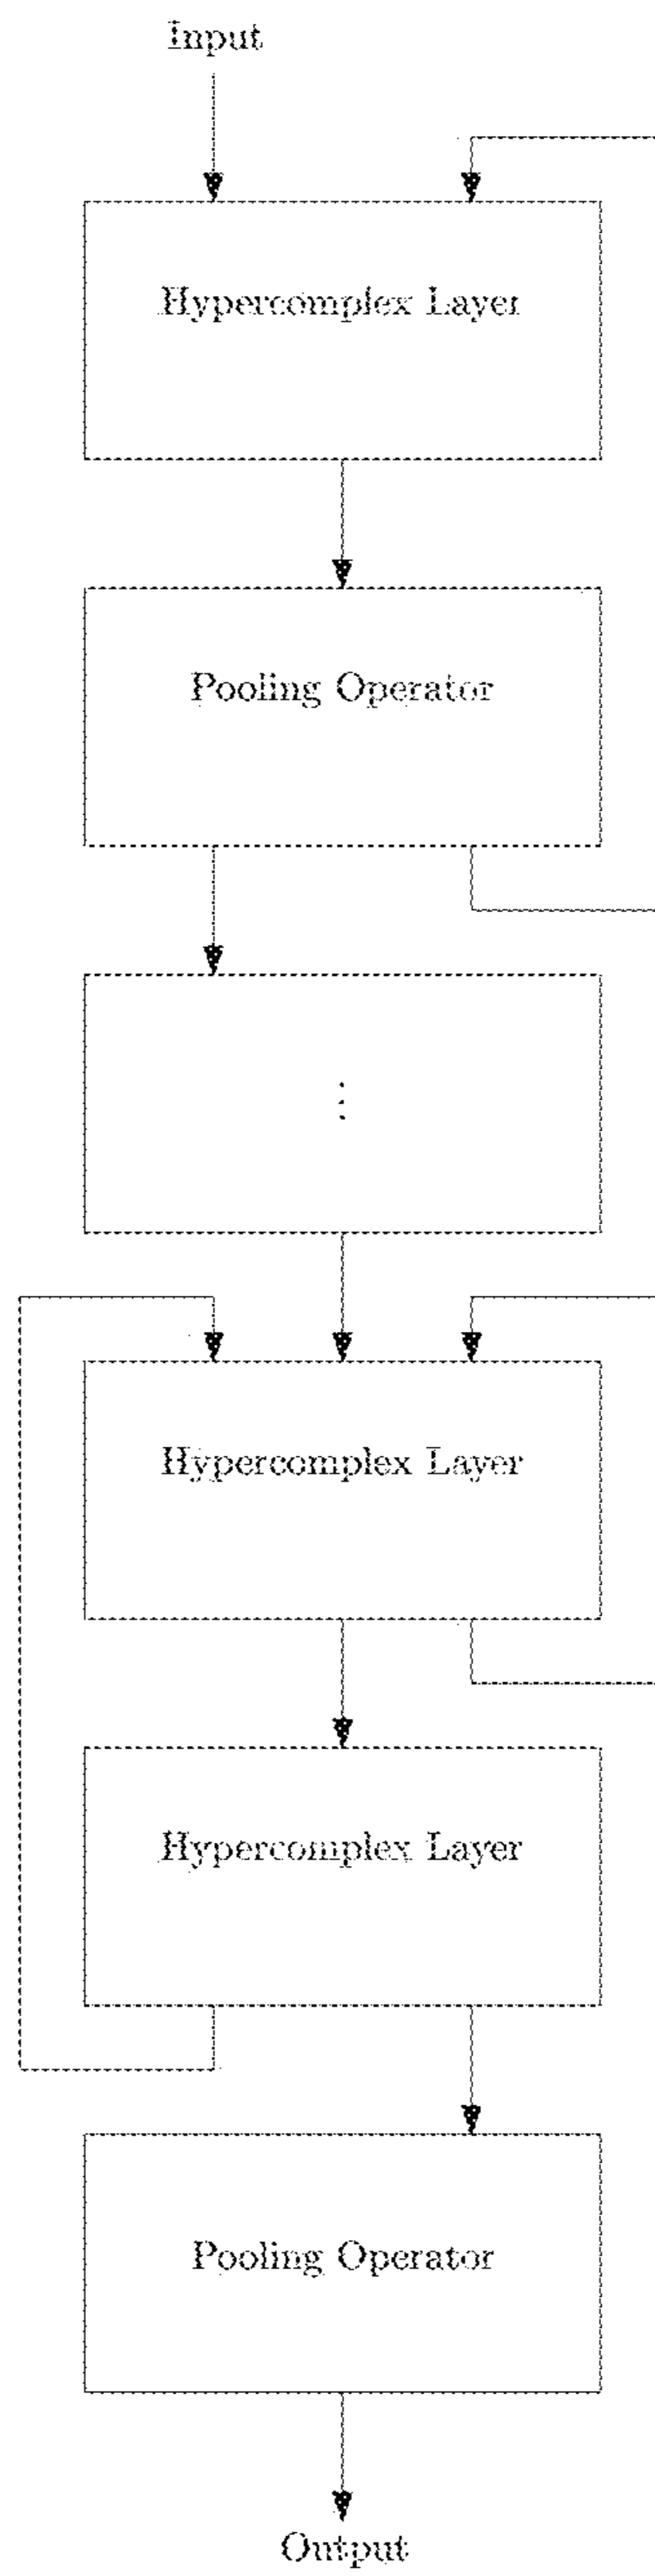 Input
Hypercomplex Layer
Pooling Operator
⋮
Hypercomplex Layer
Hypercomplex Layer
Pooling Operator
Output